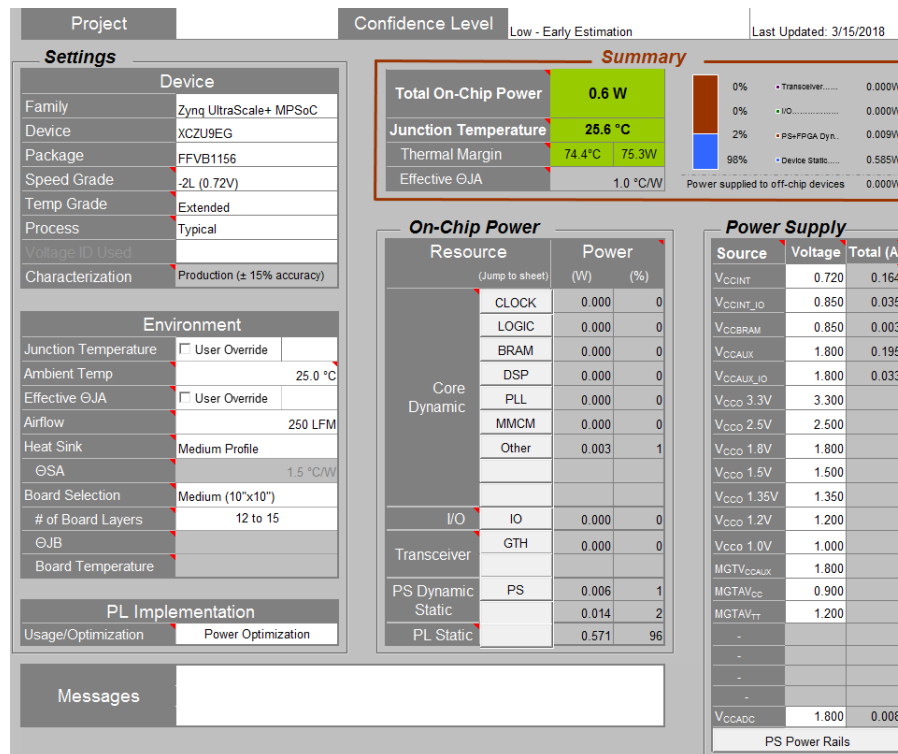 Project
Confidence Level
Low - Early Estimation
Last Updated: 3/15/2018
Settings
Device
Family Zynq UltraScale+ MPSoC
Device XCZU9EG
Package FFVB1156
Speed Grade -2L (0.72V)
Temp Grade Extended
Process Typical
Voltage ID Used
Characterization Production (± 15% accuracy)
Environment
Junction Temperature User Override
Ambient Temp 25.0 °C
Effective ΘJA User Override
Airflow 250 LFM
Heat Sink Medium Profile
ΘSA 1.5 °C/W
Board Selection Medium (10"x10")
# of Board Layers 12 to 15
ΘJB
Board Temperature
PL Implementation
Usage/Optimization Power Optimization
Messages
Summary
Total On-Chip Power 0.6 W
Junction Temperature 25.6 °C
Thermal Margin 74.4°C 75.3W
Effective ΘJA 1.0 °C/W
0% Transceiver...... 0.000W
0% I/O.................. 0.000W
2% PS+FPGA Dyn.. 0.009W
98% Device Static..... 0.585W
Power supplied to off-chip devices 0.000W
On-Chip Power
Resource Power
(Jump to sheet) (W) (%)
Core Dynamic
CLOCK 0.000 0
LOGIC 0.000 0
BRAM 0.000 0
DSP 0.000 0
PLL 0.000 0
MMCM 0.000 0
Other 0.003 1
I/O IO 0.000 0
Transceiver GTH 0.000 0
PS Dynamic PS 0.006 1
Static 0.014 2
PL Static 0.571 96
Power Supply
Source Voltage Total (A
VCCINT 0.720 0.164
VCCINT_IO 0.850 0.035
VCCBRAM 0.850 0.003
VCCAUX 1.800 0.195
VCCAUX_IO 1.800 0.033
VCCO 3.3V 3.300
VCCO 2.5V 2.500
VCCO 1.8V 1.800
VCCO 1.5V 1.500
VCCO 1.35V 1.350
VCCO 1.2V 1.200
Vcco 1.0V 1.000
MGTVCCAUX 1.800
MGTAVCC 0.900
MGTAVTT 1.200
-
-
-
-
VCCADC 1.800 0.008
PS Power Rails